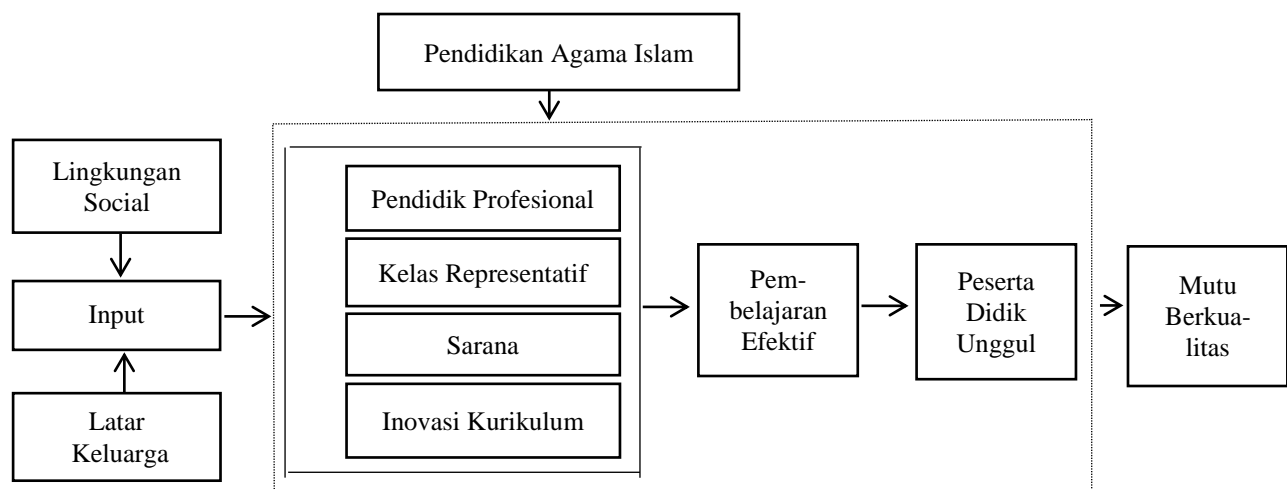 Pendidikan Agama Islam
Lingkungan
Social
Input
Latar
Keluarga
Pendidik Profesional
Kelas Representatif
Sarana
Inovasi Kurikulum
Pem-
belajaran
Efektif
Peserta
Didik
Unggul
Mutu
Berkua-
litas